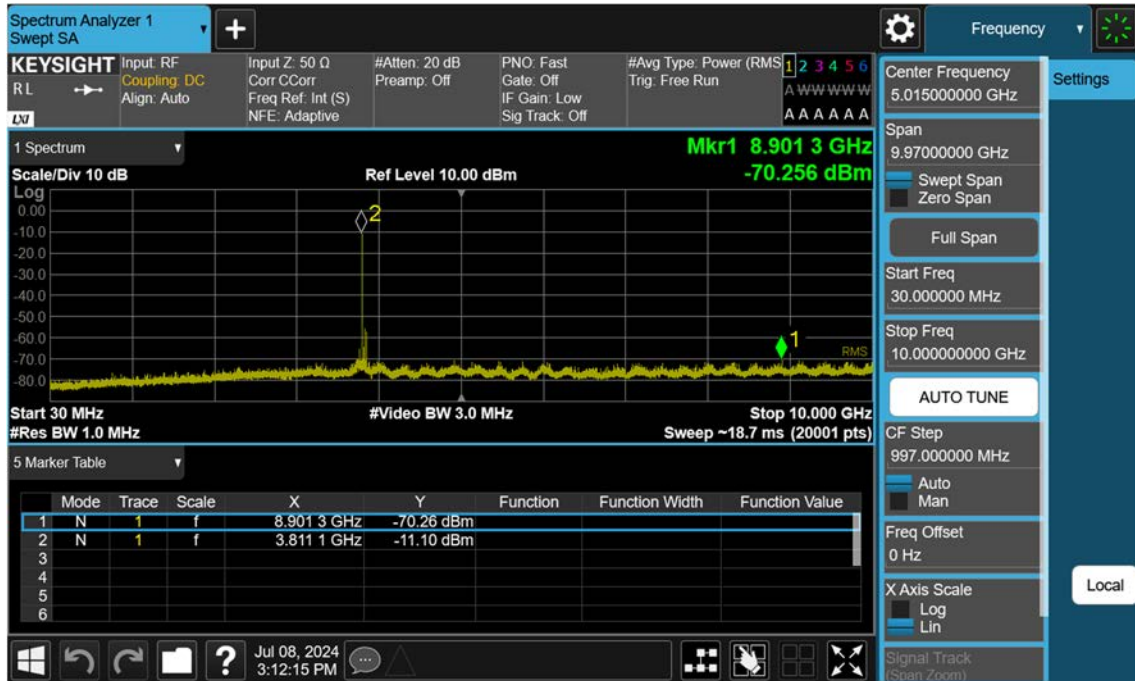 Spectrum Analyzer 1
Swept SA
+
Frequency
KEYSIGHT
R L
LXI
Input: RF
Coupling: DC
Align: Auto
Input Z: 50 Ω
Corr CCorr
Freq Ref: Int (S)
NFE: Adaptive
#Atten: 20 dB
Preamp: Off
PNO: Fast
Gate: Off
IF Gain: Low
Sig Track: Off
#Avg Type: Power (RMS
Trig: Free Run
1 2 3 4 5 6
A W W W W W
A A A A A A
1 Spectrum
Scale/Div 10 dB
Ref Level 10.00 dBm
Mkr1 8.901 3 GHz
-70.256 dBm
Log
0.00
-10.0
-20.0
-30.0
-40.0
-50.0
-60.0
-70.0
-80.0
2
1
RMS
Start 30 MHz
#Video BW 3.0 MHz
Stop 10.000 GHz
#Res BW 1.0 MHz
Sweep ~18.7 ms (20001 pts)
5 Marker Table
Mode Trace Scale X Y Function Function Width Function Value
1 N 1 f 8.901 3 GHz -70.26 dBm
2 N 1 f 3.811 1 GHz -11.10 dBm
3
4
5
6
?
Jul 08, 2024
3:12:15 PM
Center Frequency
5.015000000 GHz
Span
9.97000000 GHz
Swept Span
Zero Span
Full Span
Start Freq
30.000000 MHz
Stop Freq
10.000000000 GHz
AUTO TUNE
CF Step
997.000000 MHz
Auto
Man
Freq Offset
0 Hz
X Axis Scale
Log
Lin
Signal Track
(Span Zoom)
Settings
Local